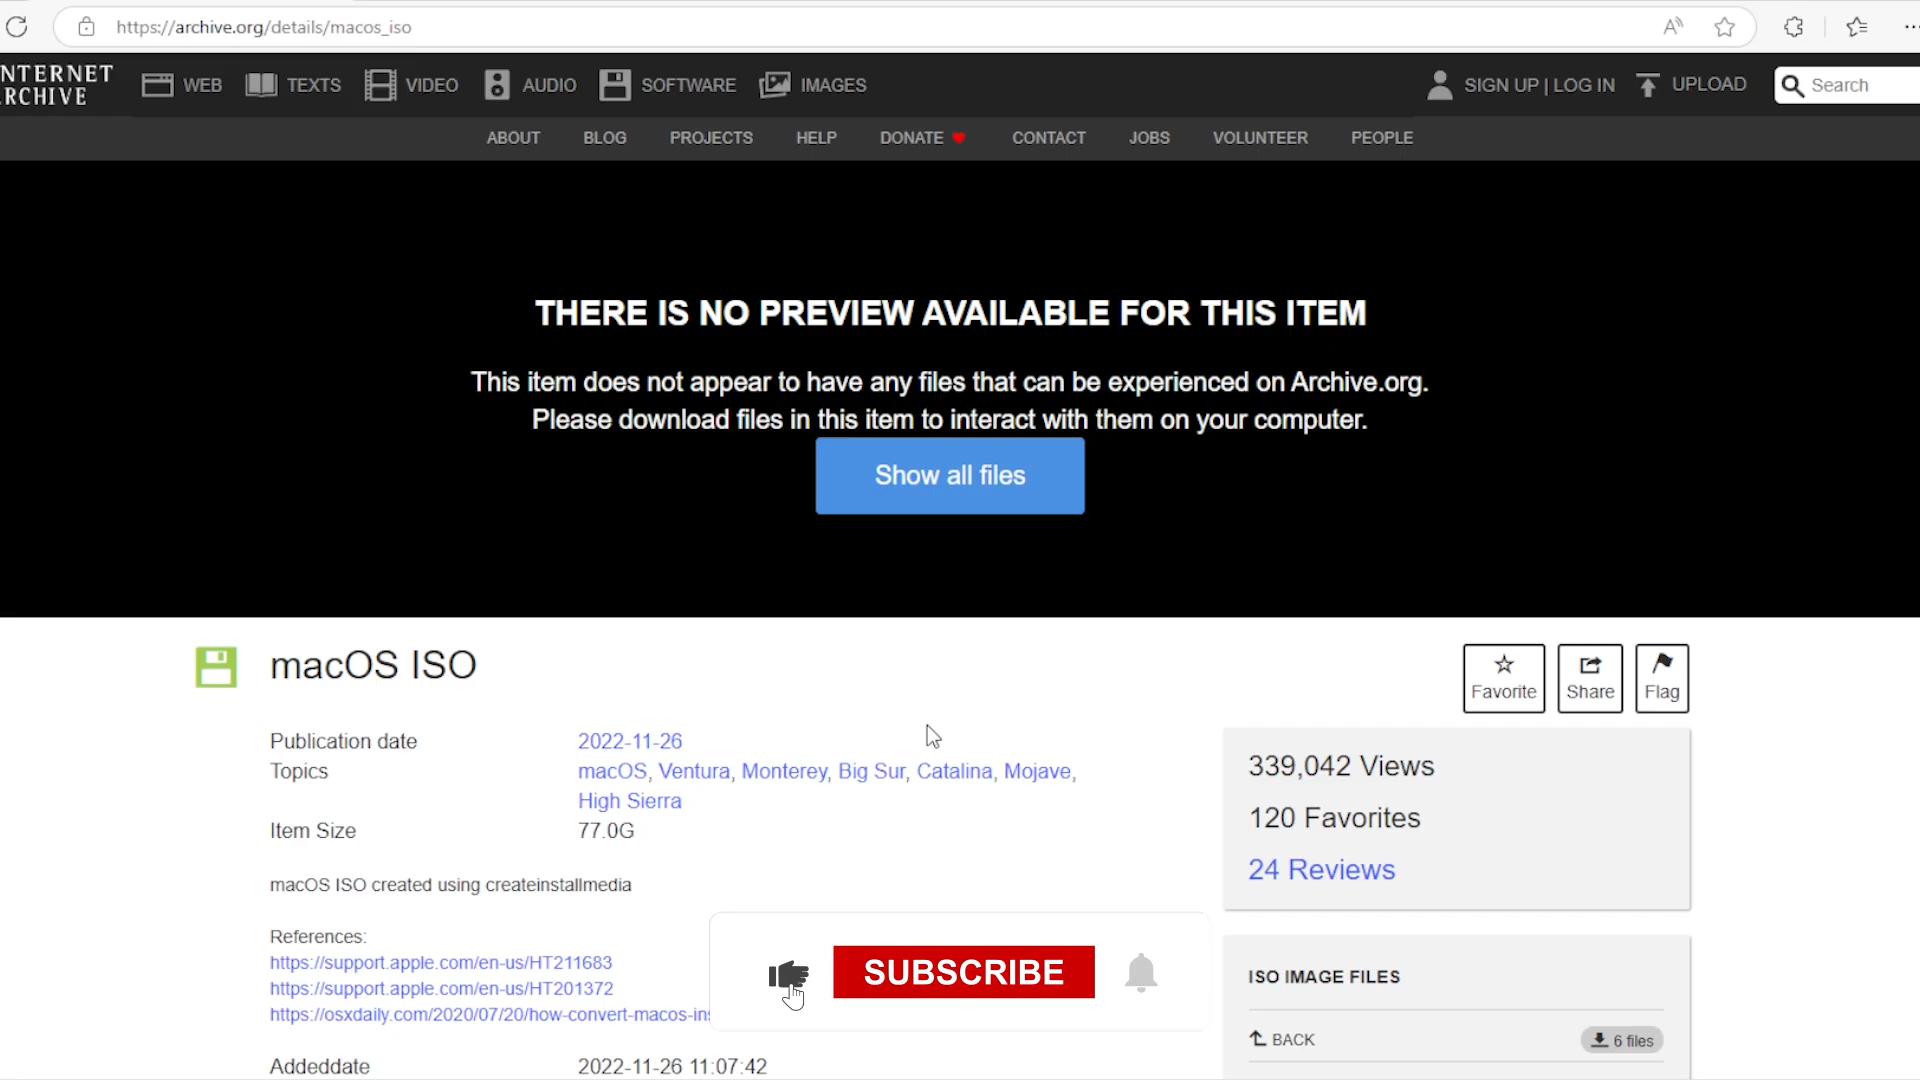 https://archive.org/details/macos_iso
NTERNET
RCHIVE
WEB
TEXTS
VIDEO
AUDIO
SOFTWARE
IMAGES
SIGN UP | LOG IN
UPLOAD
Search
ABOUT
BLOG
PROJECTS
HELP
DONATE
CONTACT
JOBS
VOLUNTEER
PEOPLE
THERE IS NO PREVIEW AVAILABLE FOR THIS ITEM
This item does not appear to have any files that can be experienced on Archive.org.
Please download files in this item to interact with them on your computer.
Show all files
macOS ISO
Favorite
Share
Flag
Publication date 2022-11-26
Topics macOS, Ventura, Monterey, Big Sur, Catalina, Mojave,
High Sierra
Item Size 77.0G
macOS ISO created using createinstallmedia
References:
https://support.apple.com/en-us/HT211683
https://support.apple.com/en-us/HT201372
https://osxdaily.com/2020/07/20/how-convert-macos-ins
Addeddate 2022-11-26 11:07:42
SUBSCRIBE
339,042 Views
120 Favorites
24 Reviews
ISO IMAGE FILES
BACK
6 files